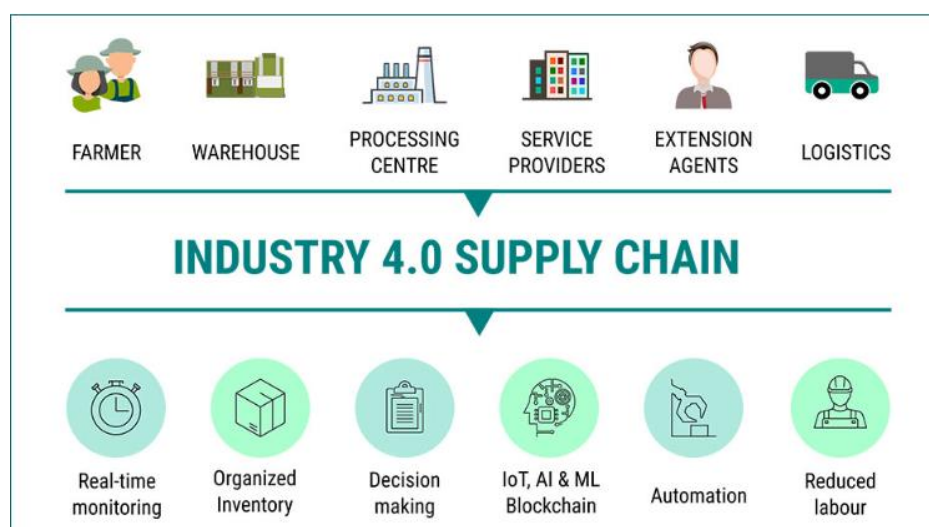 FARMER
WAREHOUSE
PROCESSING
CENTRE
SERVICE
PROVIDERS
EXTENSION
AGENTS
LOGISTICS
INDUSTRY 4.0 SUPPLY CHAIN
Real-time
monitoring
Organized
Inventory
Decision
making
IoT, AI & ML
Blockchain
Automation
Reduced
labour